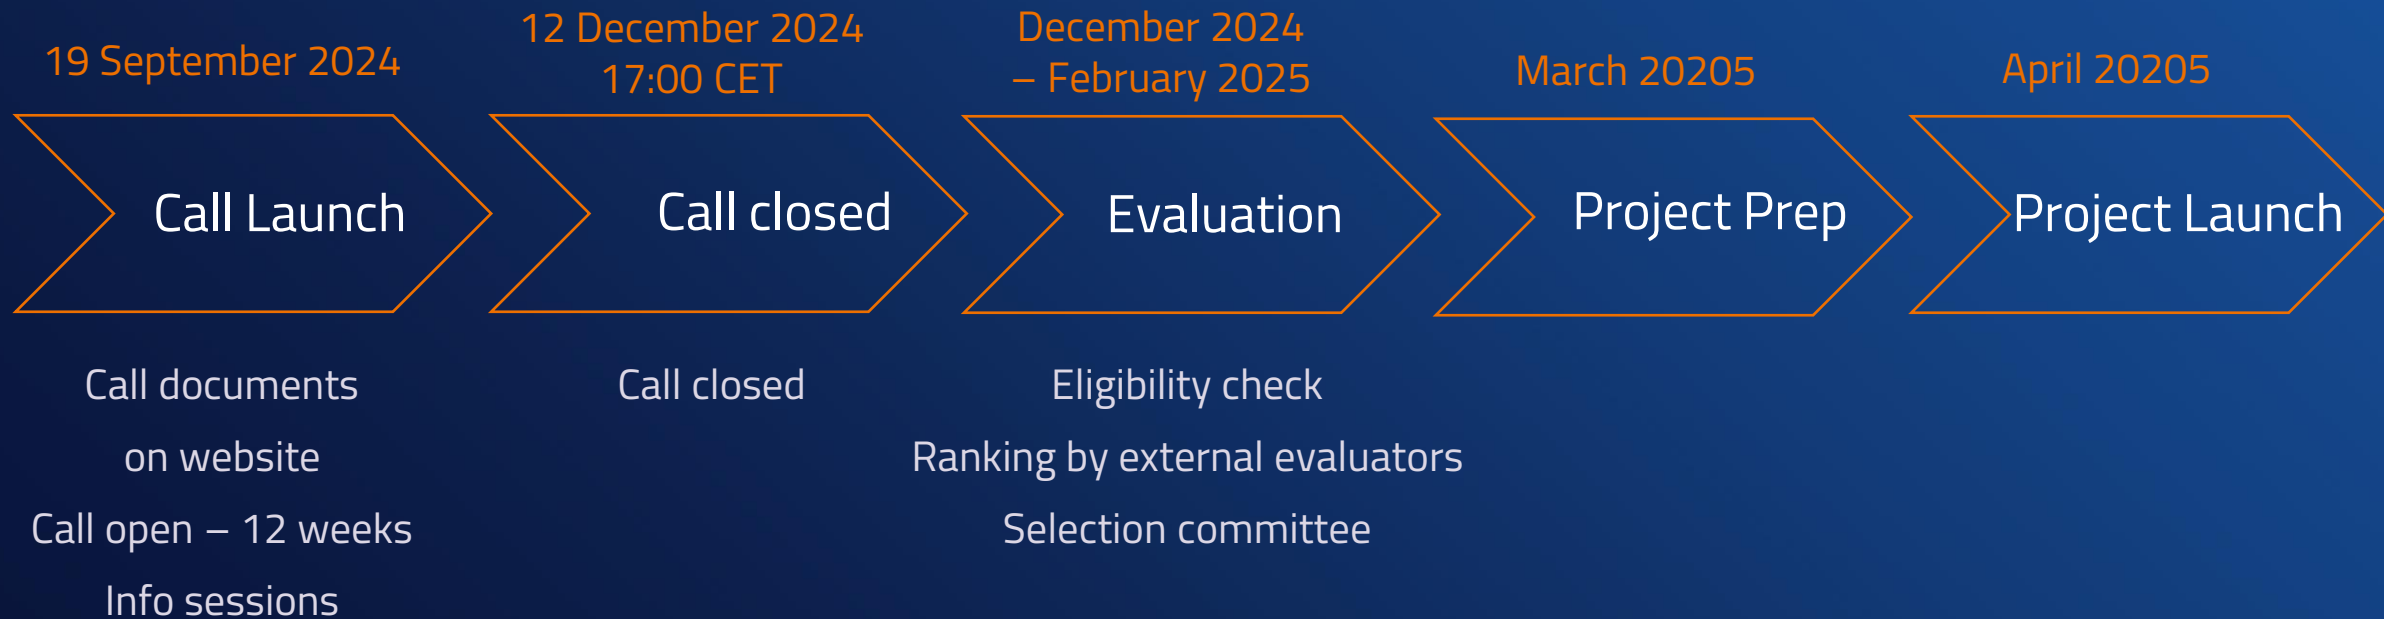 19 September 2024
12 December 2024
17:00 CET
December 2024
– February 2025
March 20205
April 20205
Call Launch
Call closed
Evaluation
Project Prep
Project Launch
Call documents
on website
Call open – 12 weeks
Info sessions
Call closed
Eligibility check
Ranking by external evaluators
Selection committee